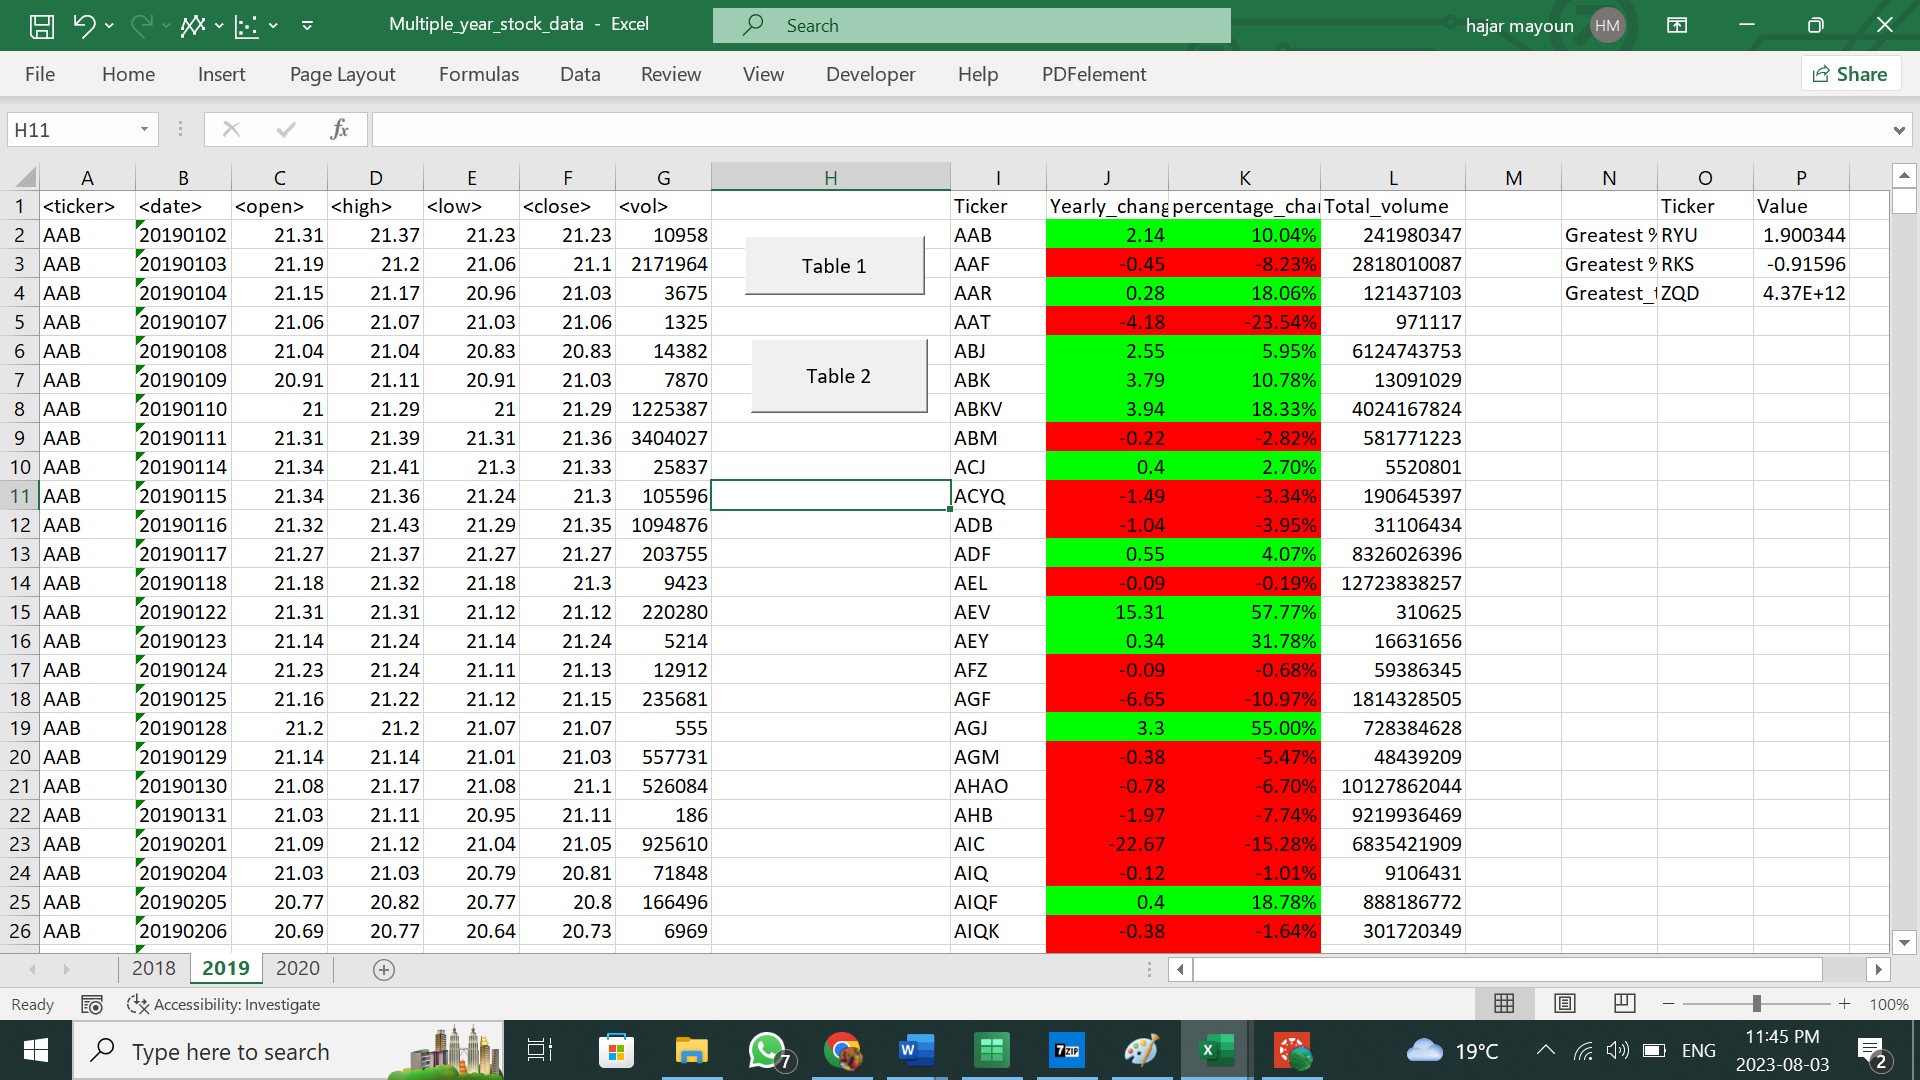 Multiple_year_stock_data - Excel
Search
hajar mayoun HM
File Home Insert Page Layout Formulas Data Review View Developer Help PDFelement Share
H11 fx
A B C D E F G H I J K L M N O P
1 <ticker> <date> <open> <high> <low> <close> <vol> Ticker Yearly_chang percentage_chai Total_volume Ticker Value
2 AAB 20190102 21.31 21.37 21.23 21.23 10958 AAB 2.14 10.04% 241980347 Greatest % RYU 1.900344
3 AAB 20190103 21.19 21.2 21.06 21.1 2171964 Table 1 AAF -0.45 -8.23% 2818010087 Greatest % RKS -0.91596
4 AAB 20190104 21.15 21.17 20.96 21.03 3675 AAR 0.28 18.06% 121437103 Greatest_t ZQD 4.37E+12
5 AAB 20190107 21.06 21.07 21.03 21.06 1325 AAT -4.18 -23.54% 971117
6 AAB 20190108 21.04 21.04 20.83 20.83 14382 ABJ 2.55 5.95% 6124743753
7 AAB 20190109 20.91 21.11 20.91 21.03 7870 Table 2 ABK 3.79 10.78% 13091029
8 AAB 20190110 21 21.29 21 21.29 1225387 ABKV 3.94 18.33% 4024167824
9 AAB 20190111 21.31 21.39 21.31 21.36 3404027 ABM -0.22 -2.82% 581771223
10 AAB 20190114 21.34 21.41 21.3 21.33 25837 ACJ 0.4 2.70% 5520801
11 AAB 20190115 21.34 21.36 21.24 21.3 105596 ACYQ -1.49 -3.34% 190645397
12 AAB 20190116 21.32 21.43 21.29 21.35 1094876 ADB -1.04 -3.95% 31106434
13 AAB 20190117 21.27 21.37 21.27 21.27 203755 ADF 0.55 4.07% 8326026396
14 AAB 20190118 21.18 21.32 21.18 21.3 9423 AEL -0.09 -0.19% 12723838257
15 AAB 20190122 21.31 21.31 21.12 21.12 220280 AEV 15.31 57.77% 310625
16 AAB 20190123 21.14 21.24 21.14 21.24 5214 AEY 0.34 31.78% 16631656
17 AAB 20190124 21.23 21.24 21.11 21.13 12912 AFZ -0.09 -0.68% 59386345
18 AAB 20190125 21.16 21.22 21.12 21.15 235681 AGF -6.65 -10.97% 1814328505
19 AAB 20190128 21.2 21.2 21.07 21.07 555 AGJ 3.3 55.00% 728384628
20 AAB 20190129 21.14 21.14 21.01 21.03 557731 AGM -0.38 -5.47% 48439209
21 AAB 20190130 21.08 21.17 21.08 21.1 526084 AHAO -0.78 -6.70% 10127862044
22 AAB 20190131 21.03 21.11 20.95 21.11 186 AHB -1.97 -7.74% 9219936469
23 AAB 20190201 21.09 21.12 21.04 21.05 925610 AIC -22.67 -15.28% 6835421909
24 AAB 20190204 21.03 21.03 20.79 20.81 71848 AIQ -0.12 -1.01% 9106431
25 AAB 20190205 20.77 20.82 20.77 20.8 166496 AIQF 0.4 18.78% 888186772
26 AAB 20190206 20.69 20.77 20.64 20.73 6969 AIQK -0.38 -1.64% 301720349
2018 2019 2020
Ready Accessibility: Investigate 100%
Type here to search 7 W 7ZIP X 19°C ENG 11:45 PM
2023-08-03 2